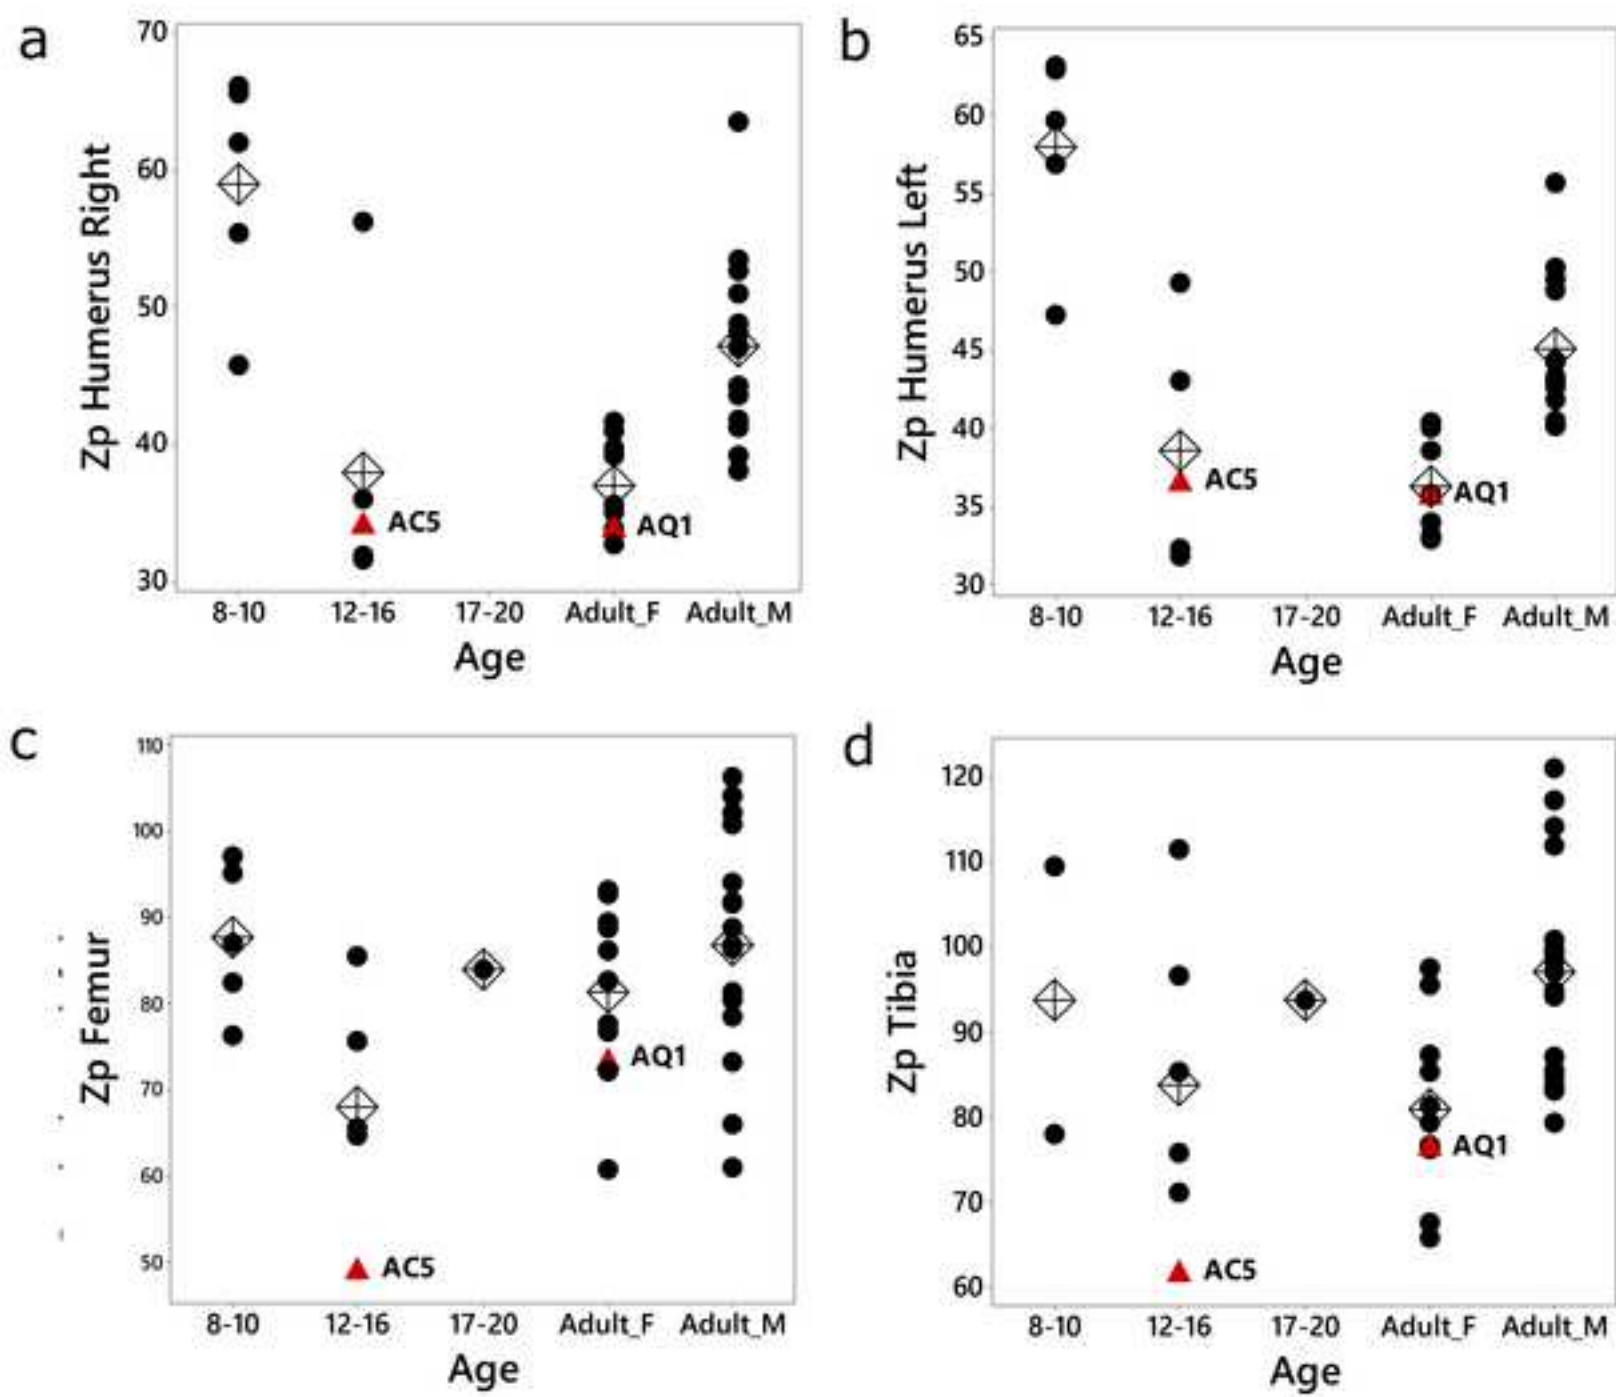 a
Zp Humerus Right
70
60
50
40
30
AC5
AQ1
8-10 12-16 17-20 Adult_F Adult_M
Age
b
Zp Humerus Left
65
60
55
50
45
40
35
30
AC5
AQ1
8-10 12-16 17-20 Adult_F Adult_M
Age
c
Zp Femur
110
100
90
80
70
60
50
AQ1
AC5
8-10 12-16 17-20 Adult_F Adult_M
Age
d
Zp Tibia
120
110
100
90
80
70
60
AQ1
AC5
8-10 12-16 17-20 Adult_F Adult_M
Age